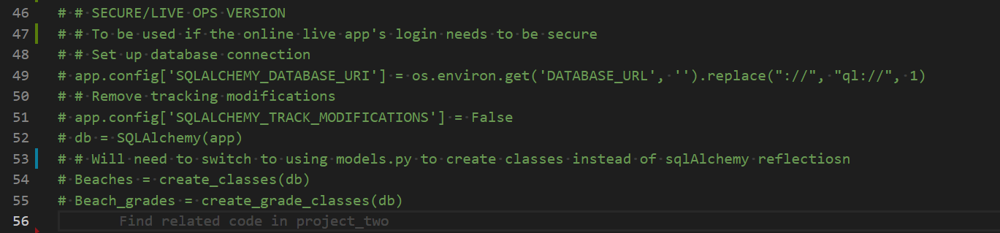 46 # # SECURE/LIVE OPS VERSION
47 # # To be used if the online live app's login needs to be secure
48 # # Set up database connection
49 # app.config['SQLALCHEMY_DATABASE_URI'] = os.environ.get('DATABASE_URL', '').replace("://", "ql://", 1)
50 # # Remove tracking modifications
51 # app.config['SQLALCHEMY_TRACK_MODIFICATIONS'] = False
52 # db = SQLAlchemy(app)
53 # # Will need to switch to using models.py to create classes instead of sqlAlchemy reflectiosn
54 # Beaches = create_classes(db)
55 # Beach_grades = create_grade_classes(db)
56 Find related code in project_two